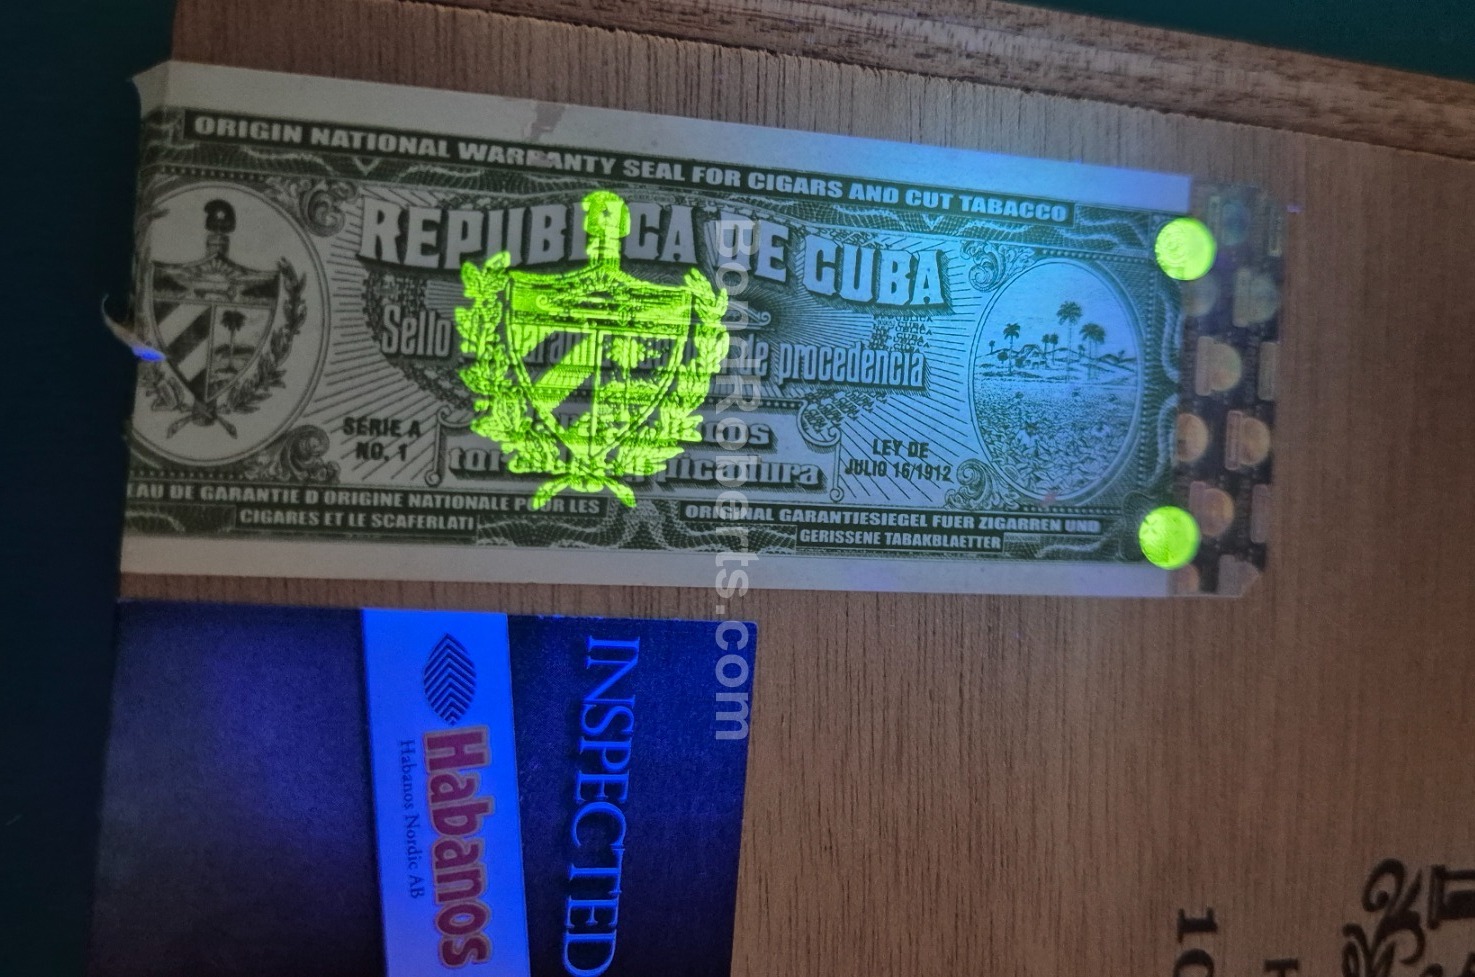 ORIGIN NATIONAL WARRANTY SEAL FOR CIGARS AND CUT TABACCO
REPUBLICA DE CUBA
Sello de procedencia
SERIE A
NO. 1
LEY DE
JULIO 16/1912
picatura
EAU DE GARANTIE D ORIGINE NATIONALE POUR LES
CIGARES ET LE SCAFERLATI
ORIGINAL GARANTIESIEGEL FUER ZIGARREN UND
GERISSENE TABAKBLAETTER
BondRoberts.com
INSPECTED
Habanos
Habanos Nordic AB